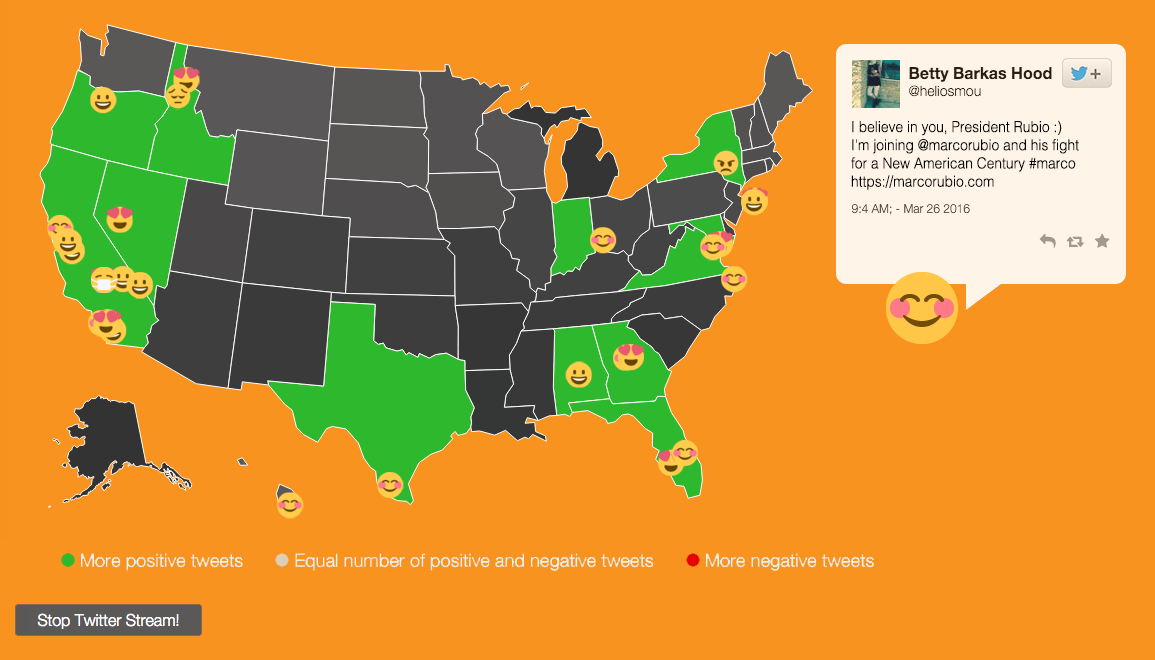 Betty Barkas Hood
@heliosmou
I believe in you, President Rubio :)
I'm joining @marcorubio and his fight
for a New American Century #marco
https://marcorubio.com
9:4 AM; - Mar 26 2016
More positive tweets
Equal number of positive and negative tweets
More negative tweets
Stop Twitter Stream!